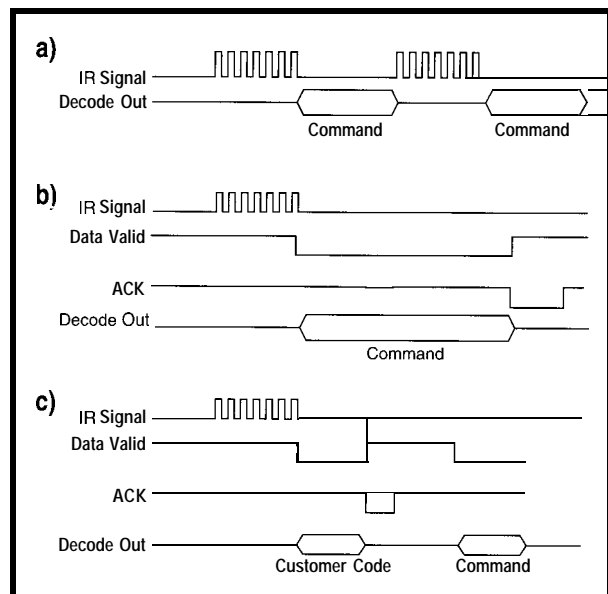 a)
IR Signal
Decode Out
Command Command
b)
IR Signal
Data Valid
ACK
Decode Out
Command
c)
IR Signal
Data Valid
ACK
Decode Out
Customer Code Command